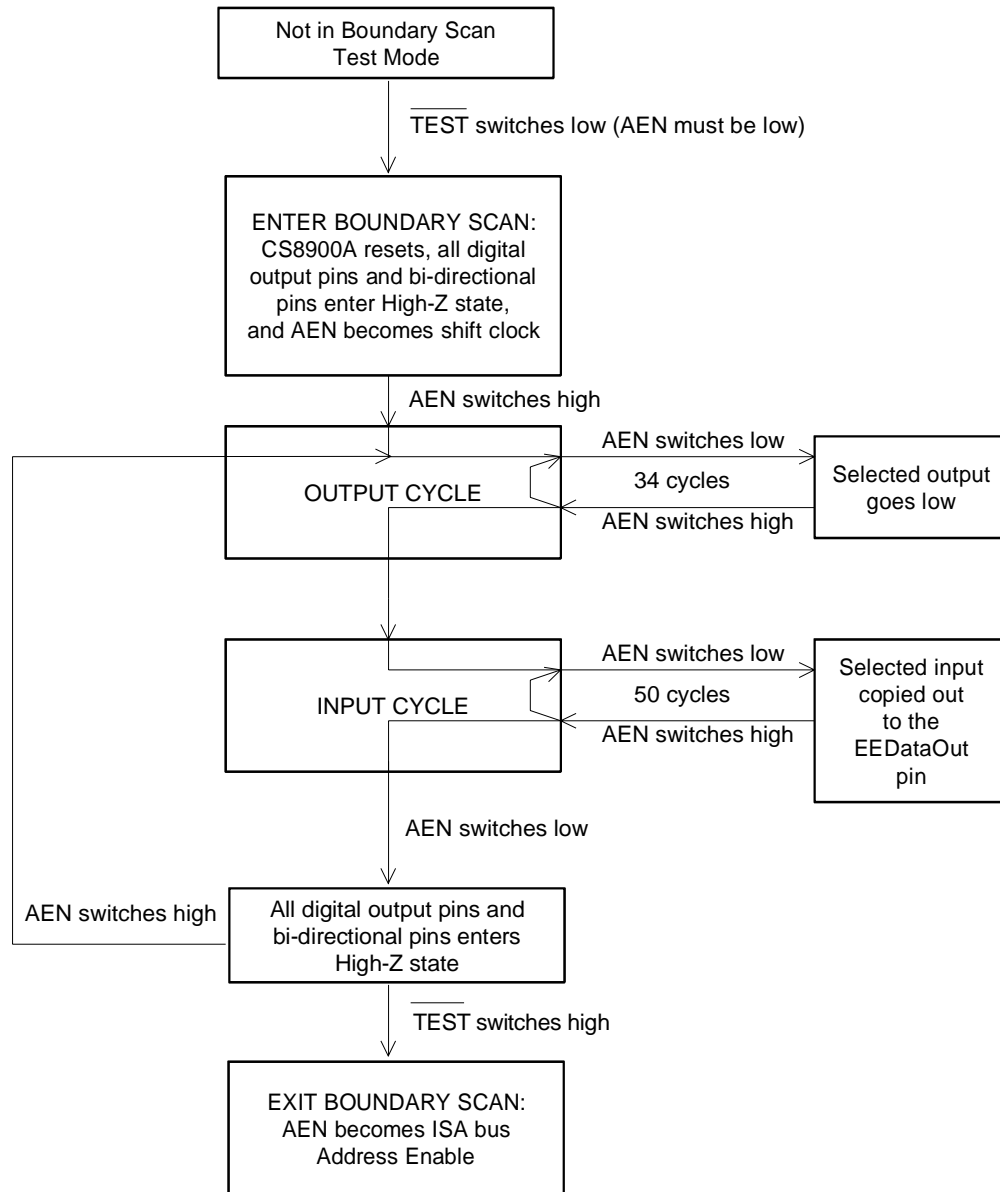 Not in Boundary Scan
Test Mode
TEST switches low (AEN must be low)
ENTER BOUNDARY SCAN:
CS8900A resets, all digital
output pins and bi-directional
pins enter High-Z state,
and AEN becomes shift clock
AEN switches high
OUTPUT CYCLE
AEN switches low
34 cycles
AEN switches high
Selected output
goes low
INPUT CYCLE
AEN switches low
50 cycles
AEN switches high
Selected input
copied out
to the
EEDataOut
pin
AEN switches low
AEN switches high
All digital output pins and
bi-directional pins enters
High-Z state
TEST switches high
EXIT BOUNDARY SCAN:
AEN becomes ISA bus
Address Enable